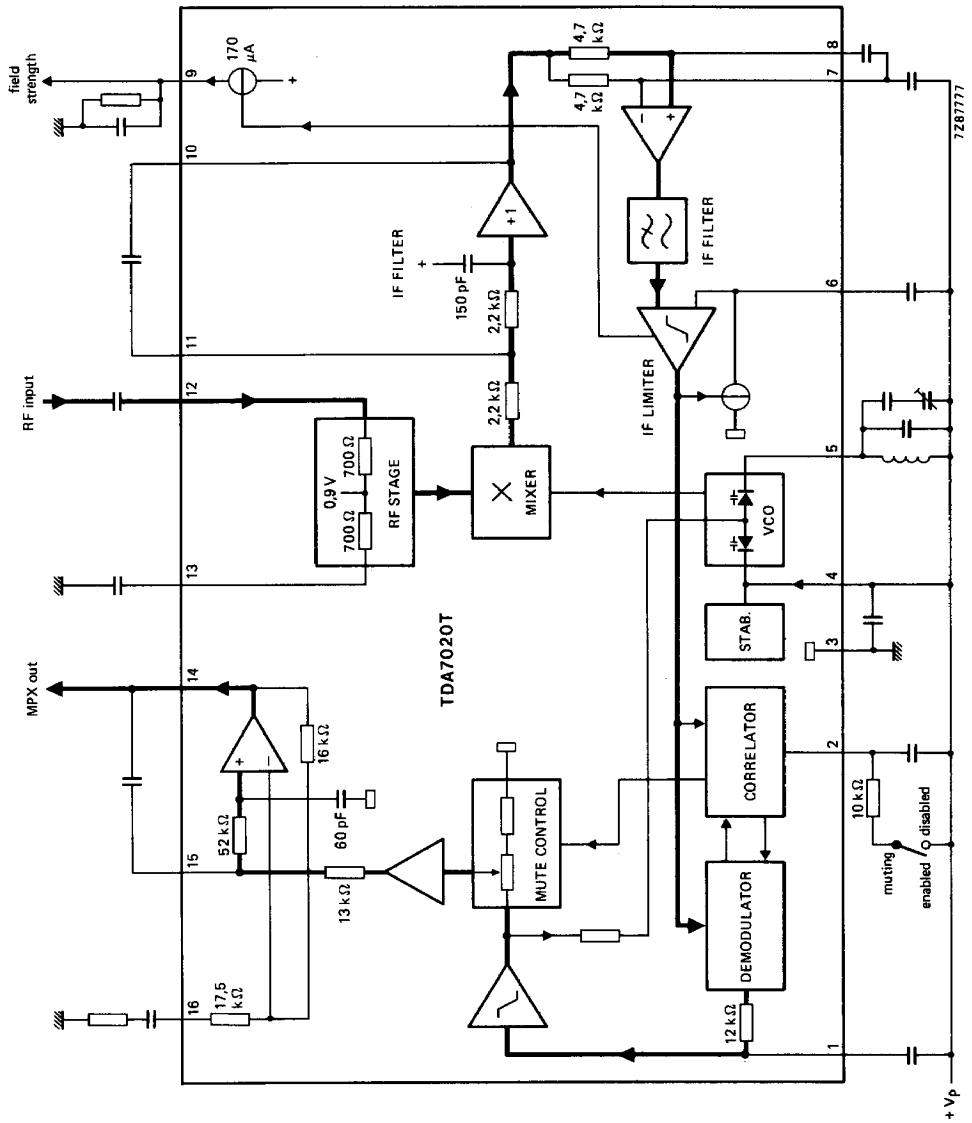 MPX out
RF input
field
strength
16
15
14
13
12
11
10
9
17,5
kΩ
52 kΩ
+
−
60 pF
16 kΩ
13 kΩ
0,9 V
700 Ω
700 Ω
RF STAGE
170
μA
+
TDA7020T
MUTE CONTROL
MIXER
2,2 kΩ
2,2 kΩ
150 pF
+
IF FILTER
+1
4,7
kΩ
4,7
kΩ
−
+
IF FILTER
IF LIMITER
12 kΩ
DEMODULATOR
CORRELATOR
STAB.
VCO
1
2
3
4
5
6
7
8
10 kΩ
muting
enabled
disabled
+ Vp
7Z87777